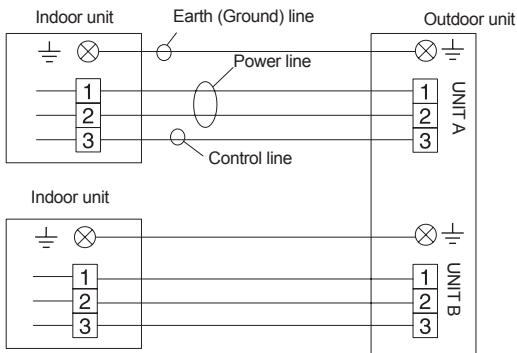 Indoor unit
Earth (Ground) line
Outdoor unit
Power line
1
2
3
1
2
3
UNIT A
Control line
Indoor unit
1
2
3
1
2
3
UNIT B